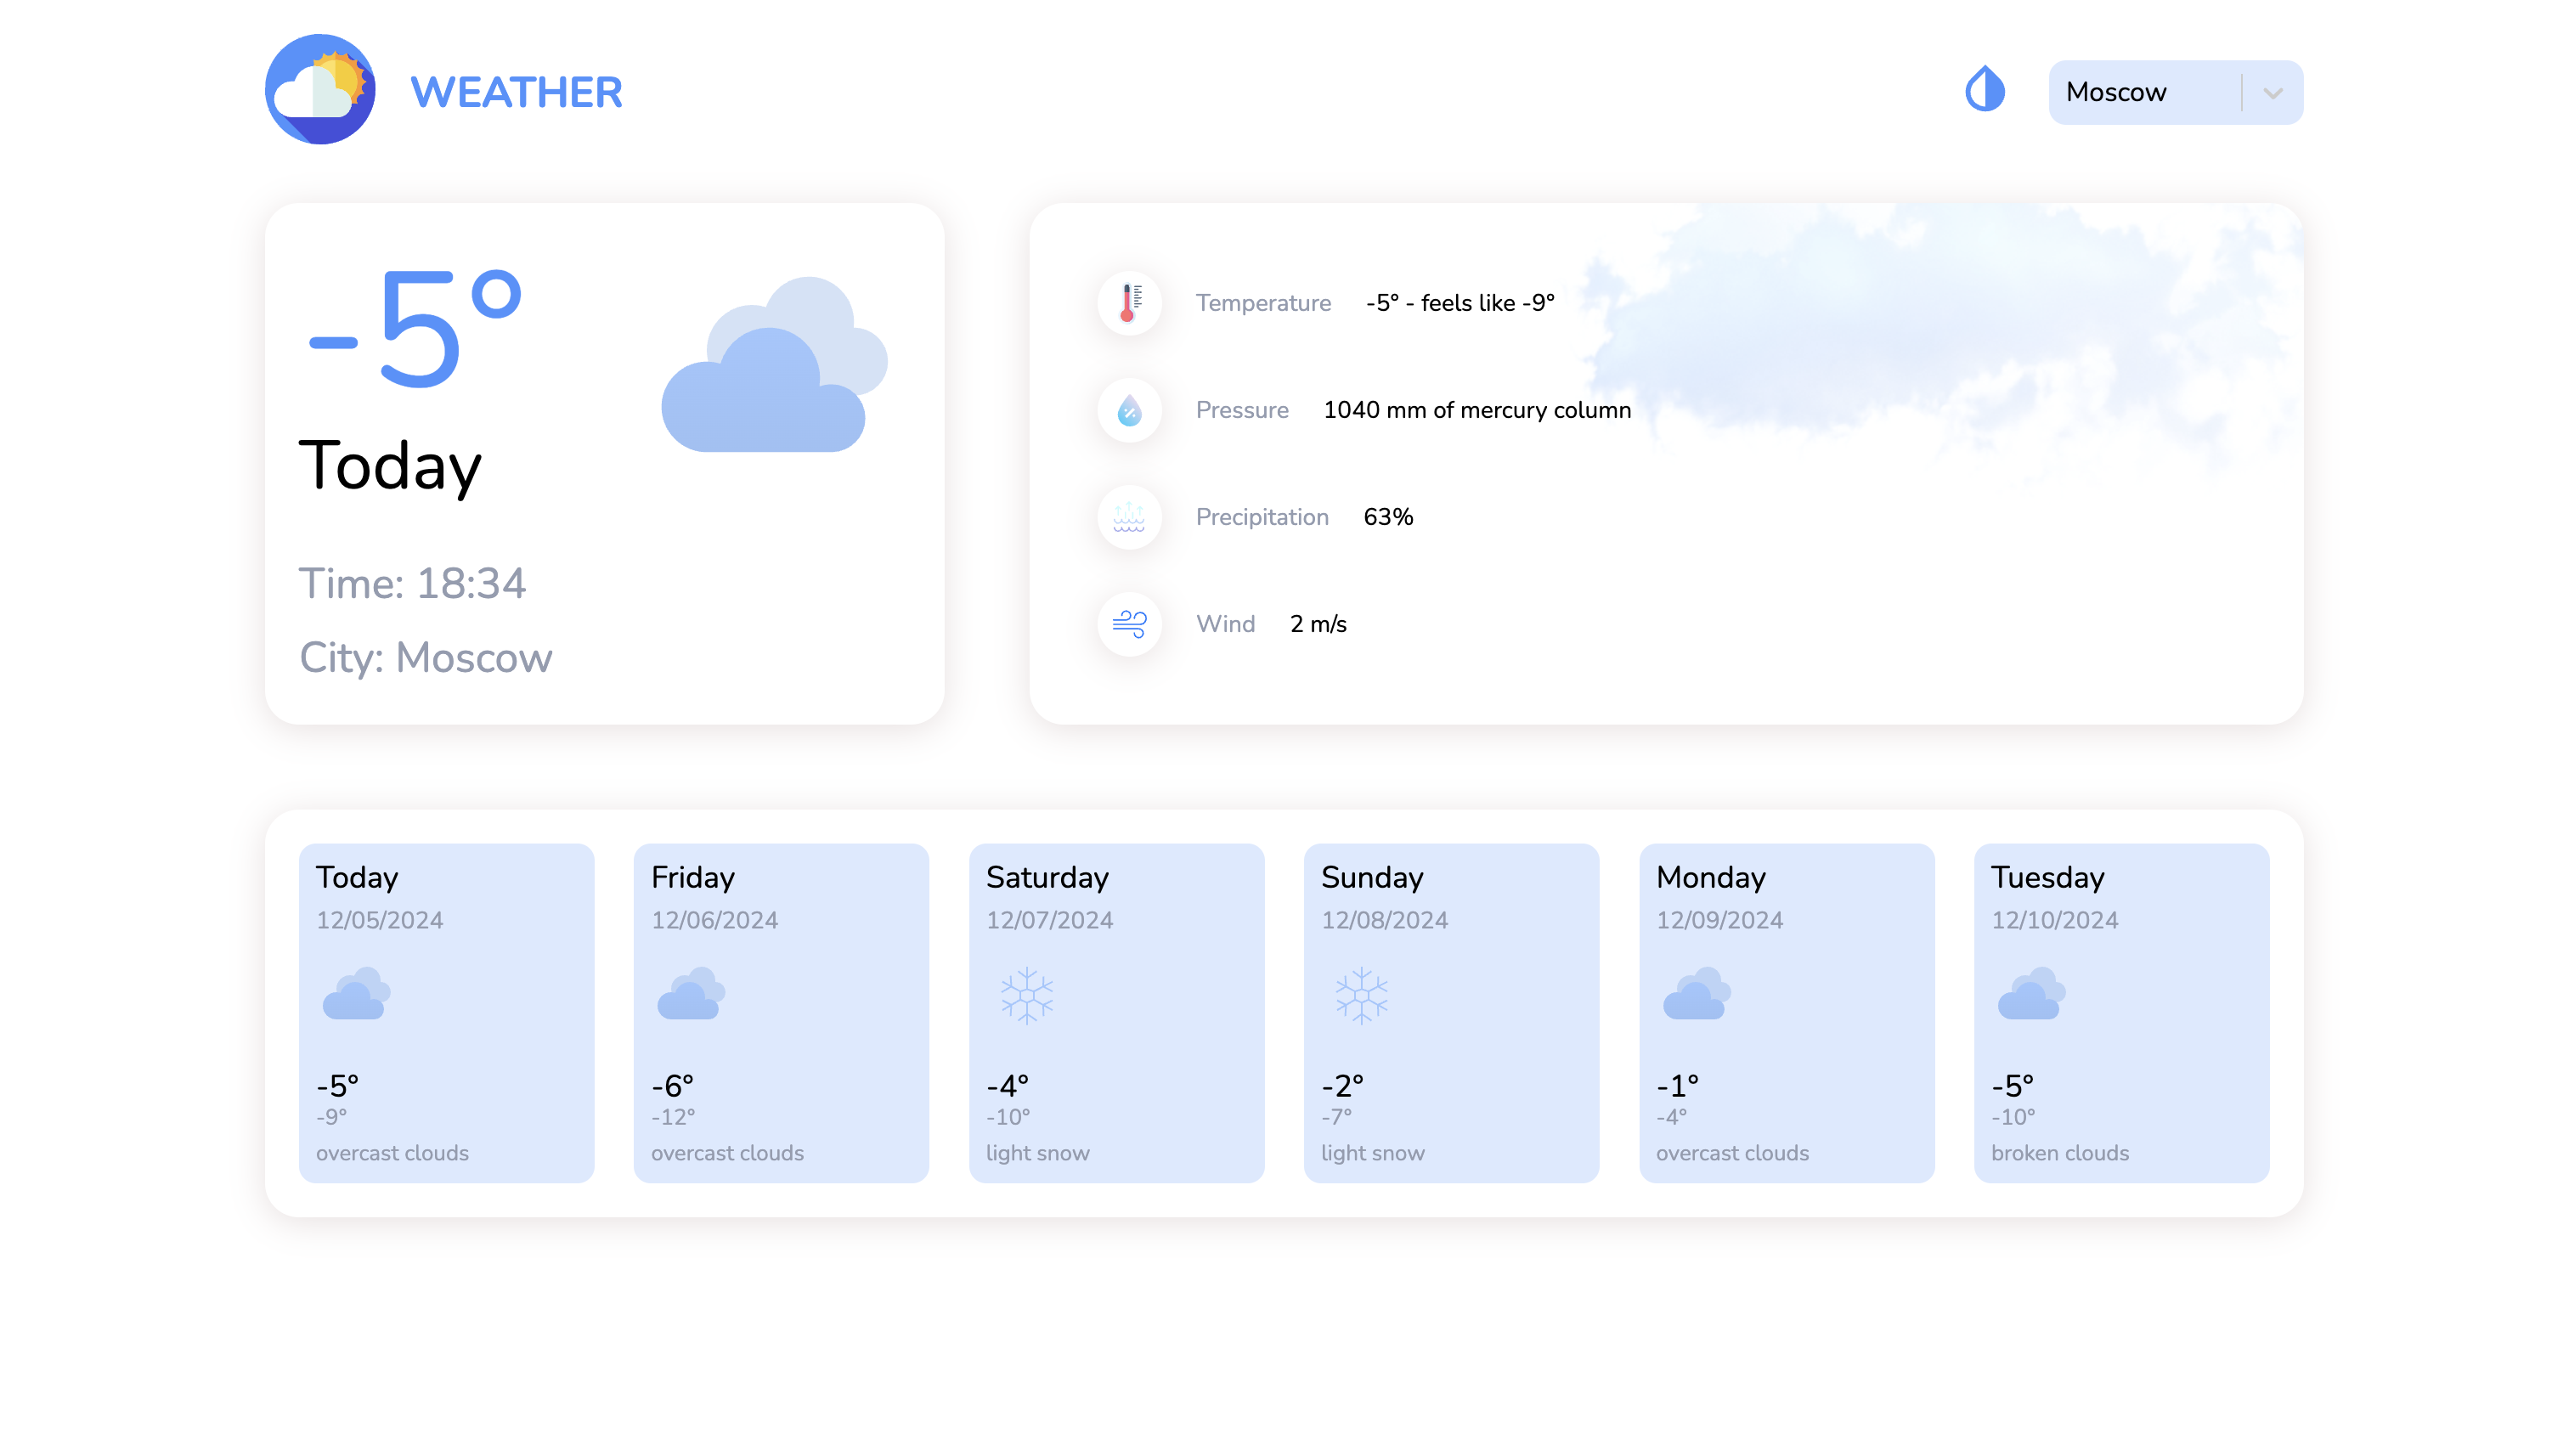 WEATHER
Moscow
-5°
Today
Time: 18:34
City: Moscow
Temperature -5° - feels like -9°
Pressure 1040 mm of mercury column
Precipitation 63%
Wind 2 m/s
Today
12/05/2024
-5°
-9°
overcast clouds
Friday
12/06/2024
-6°
-12°
overcast clouds
Saturday
12/07/2024
-4°
-10°
light snow
Sunday
12/08/2024
-2°
-7°
light snow
Monday
12/09/2024
-1°
-4°
overcast clouds
Tuesday
12/10/2024
-5°
-10°
broken clouds